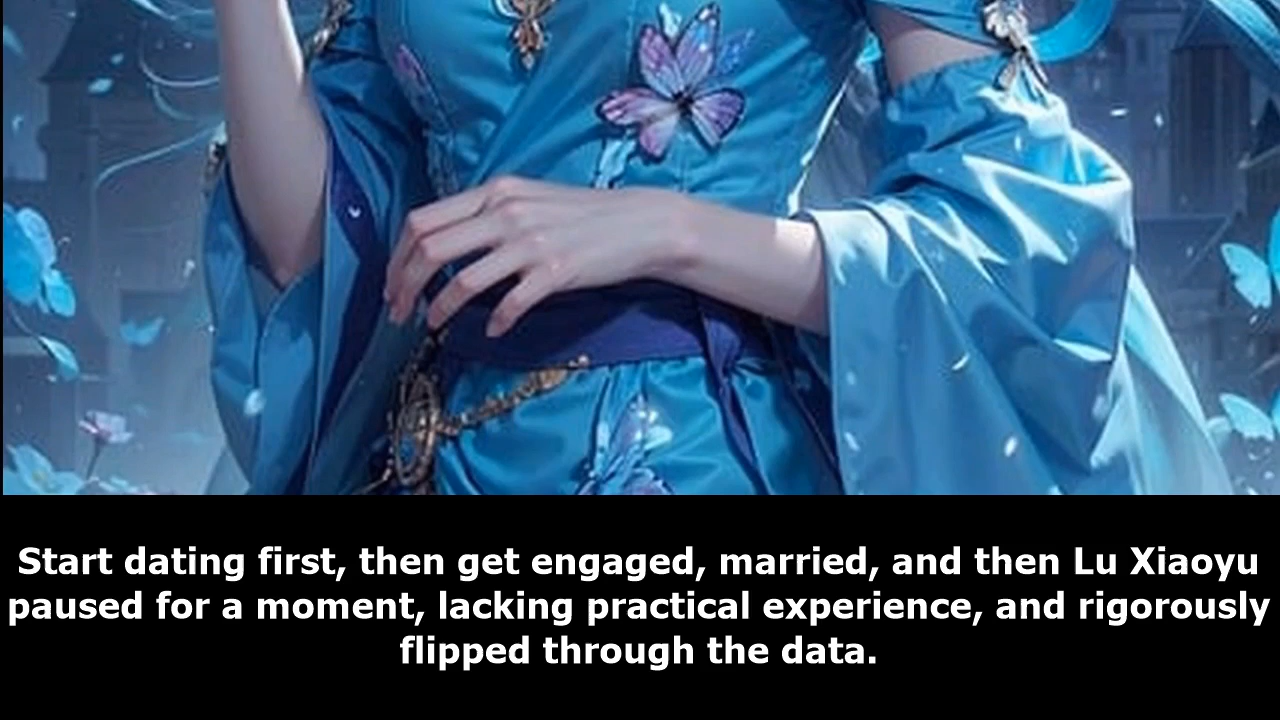 Start dating first, then get engaged, married, and then Lu Xiaoyu
paused for a moment, lacking practical experience, and rigorously
flipped through the data.